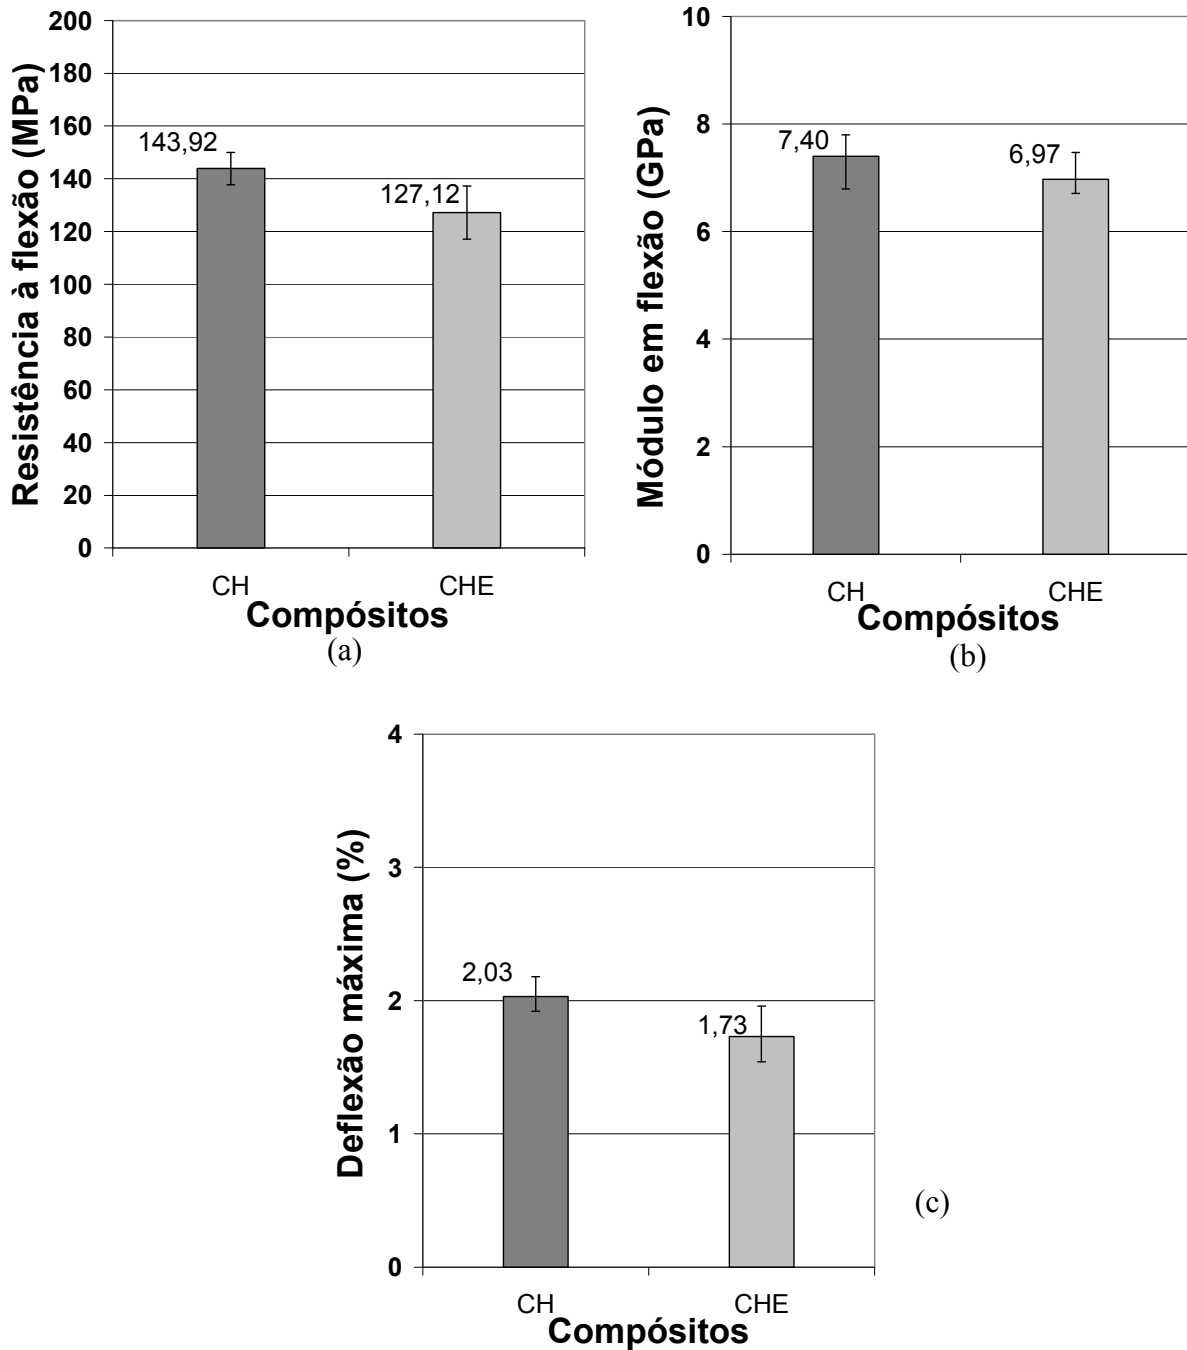 Resistência à flexão (MPa)
200
180
160
140
120
100
80
60
40
20
0
143,92
127,12
CH
CHE
Compósitos
(a)
Módulo em flexão (GPa)
10
8
6
4
2
0
7,40
6,97
CH
CHE
Compósitos
(b)
Deflexão máxima (%)
4
3
2
1
0
2,03
1,73
CH
CHE
Compósitos
(c)